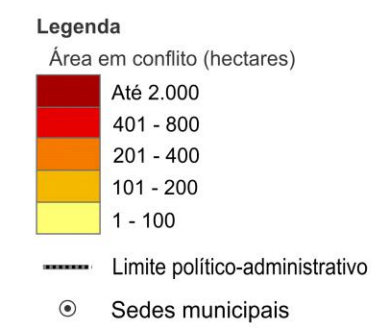 Legenda
Área em conflito (hectares)
Até 2.000
401 - 800
201 - 400
101 - 200
1 - 100
Limite político-administrativo
Sedes municipais